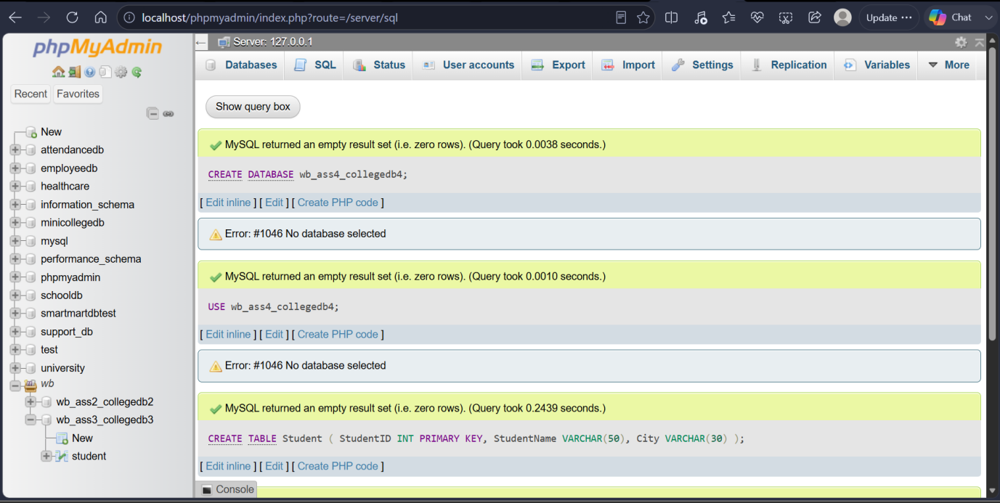 localhost/phpmyadmin/index.php?route=/server/sql
Update
Chat
phpMyAdmin
Recent
Favorites
New
attendancedb
employeedb
healthcare
information_schema
minicollegedb
mysql
performance_schema
phpmyadmin
schooldb
smartmartdbtest
support_db
test
university
wb
wb_ass2_collegedb2
wb_ass3_collegedb3
New
student
Server: 127.0.0.1
Databases
SQL
Status
User accounts
Export
Import
Settings
Replication
Variables
More
Show query box
MySQL returned an empty result set (i.e. zero rows). (Query took 0.0038 seconds.)
CREATE DATABASE wb_ass4_collegedb4;
[ Edit inline ] [ Edit ] [ Create PHP code ]
Error: #1046 No database selected
MySQL returned an empty result set (i.e. zero rows). (Query took 0.0010 seconds.)
USE wb_ass4_collegedb4;
[ Edit inline ] [ Edit ] [ Create PHP code ]
Error: #1046 No database selected
MySQL returned an empty result set (i.e. zero rows). (Query took 0.2439 seconds.)
CREATE TABLE Student ( StudentID INT PRIMARY KEY, StudentName VARCHAR(50), City VARCHAR(30) );
[ Edit inline ] [ Edit ] [ Create PHP code ]
Console